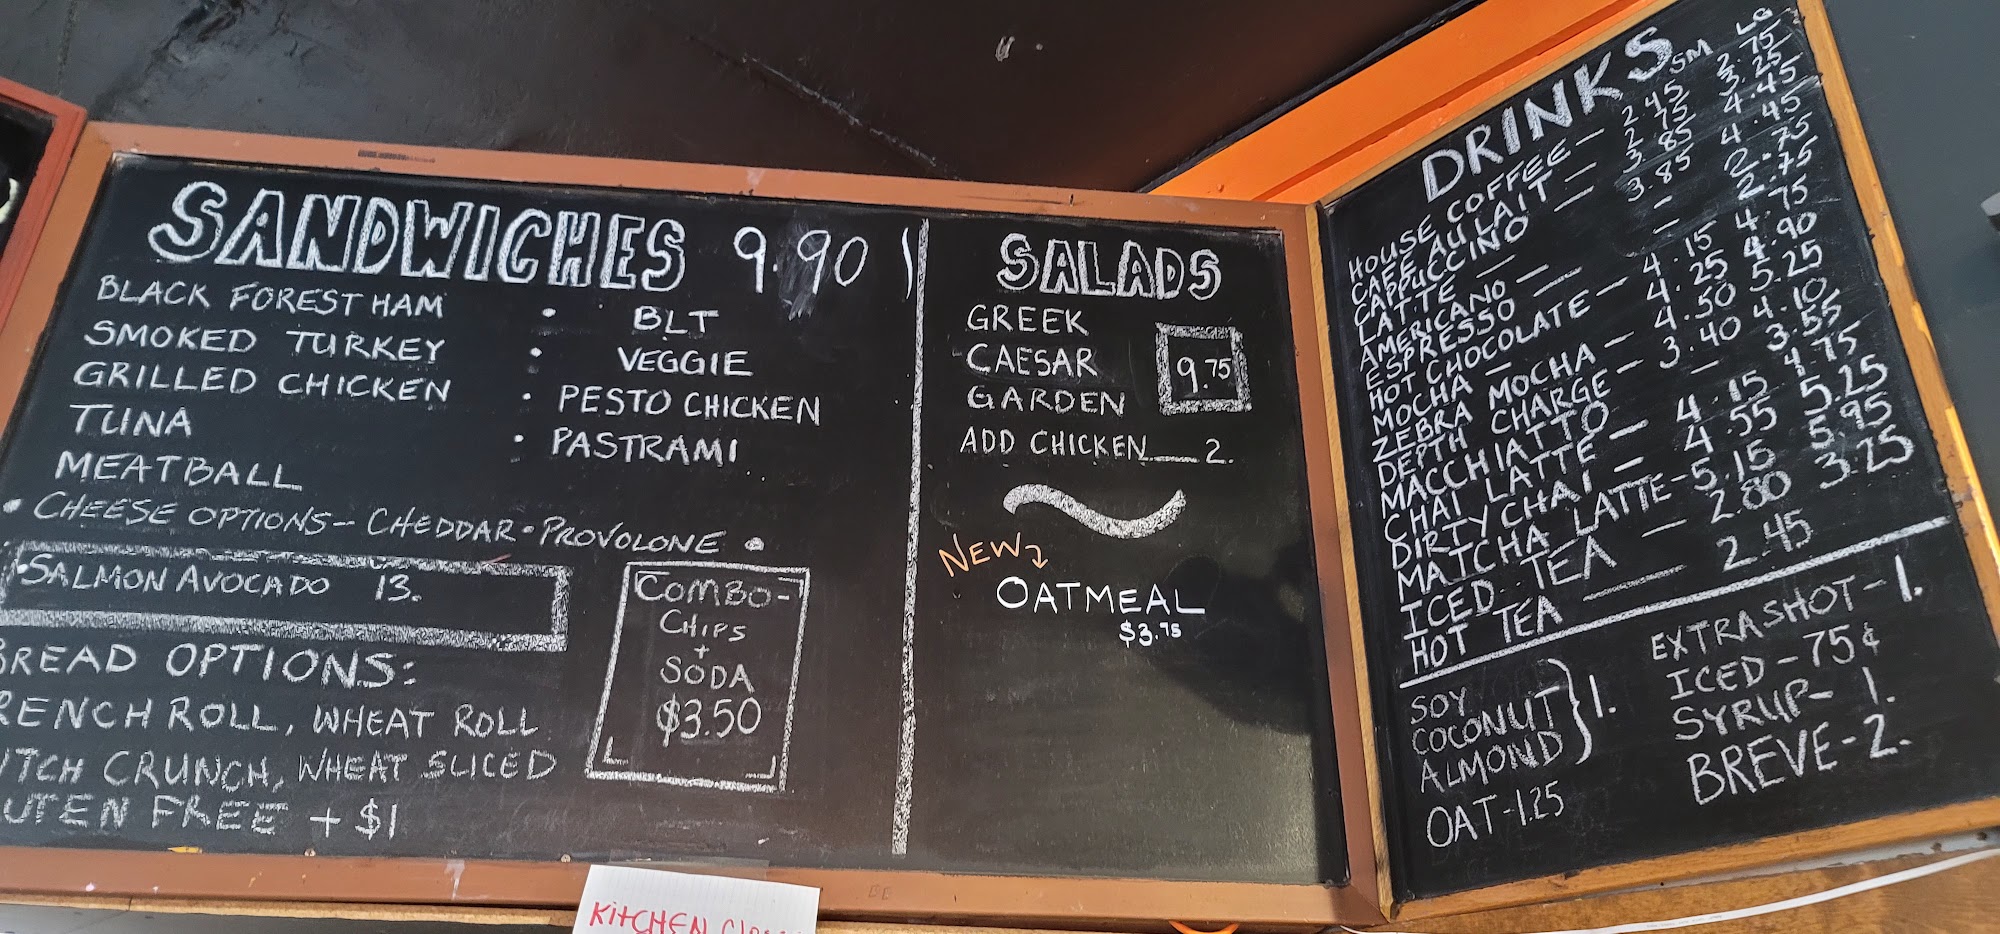 SANDWICHES 9.90
BLACK FOREST HAM • BLT
SMOKED TURKEY • VEGGIE
GRILLED CHICKEN • PESTO CHICKEN
TUNA • PASTRAMI
MEATBALL
• CHEESE OPTIONS - CHEDDAR • PROVOLONE •
• SALMON AVOCADO 13.
BREAD OPTIONS:
RENCH ROLL, WHEAT ROLL
UTCH CRUNCH, WHEAT SLICED
LUTEN FREE + $1
COMBO-
CHIPS
+
SODA
$3.50
SALADS
GREEK
CAESAR
GARDEN
9.75
ADD CHICKEN 2.
NEW
OATMEAL
$3.75
DRINKS SM LG
HOUSE COFFEE - 2.45 2.75
CAFE AU LAIT - 2.75 3.25
CAPPUCCINO - 3.85 4.45
LATTE - 3.85 4.45
AMERICANO - - 2.75
ESPRESSO - - 2.75
HOT CHOCOLATE - 4.15 4.75
MOCHA - 4.25 4.90
ZEBRA MOCHA - 4.50 5.25
DEPTH CHARGE - 3.40 4.10
MACCHIATTO - 3.55
CHAI LATTE - 4.15 4.75
DIRTY CHAI - 4.55 5.25
MATCHA LATTE - 5.15 5.95
ICED TEA - 2.80 3.25
HOT TEA - 2.45
SOY
COCONUT
ALMOND } 1.
OAT - 1.25
EXTRA SHOT - 1.
ICED - 75¢
SYRUP - 1.
BREVE - 2.
KITCHEN